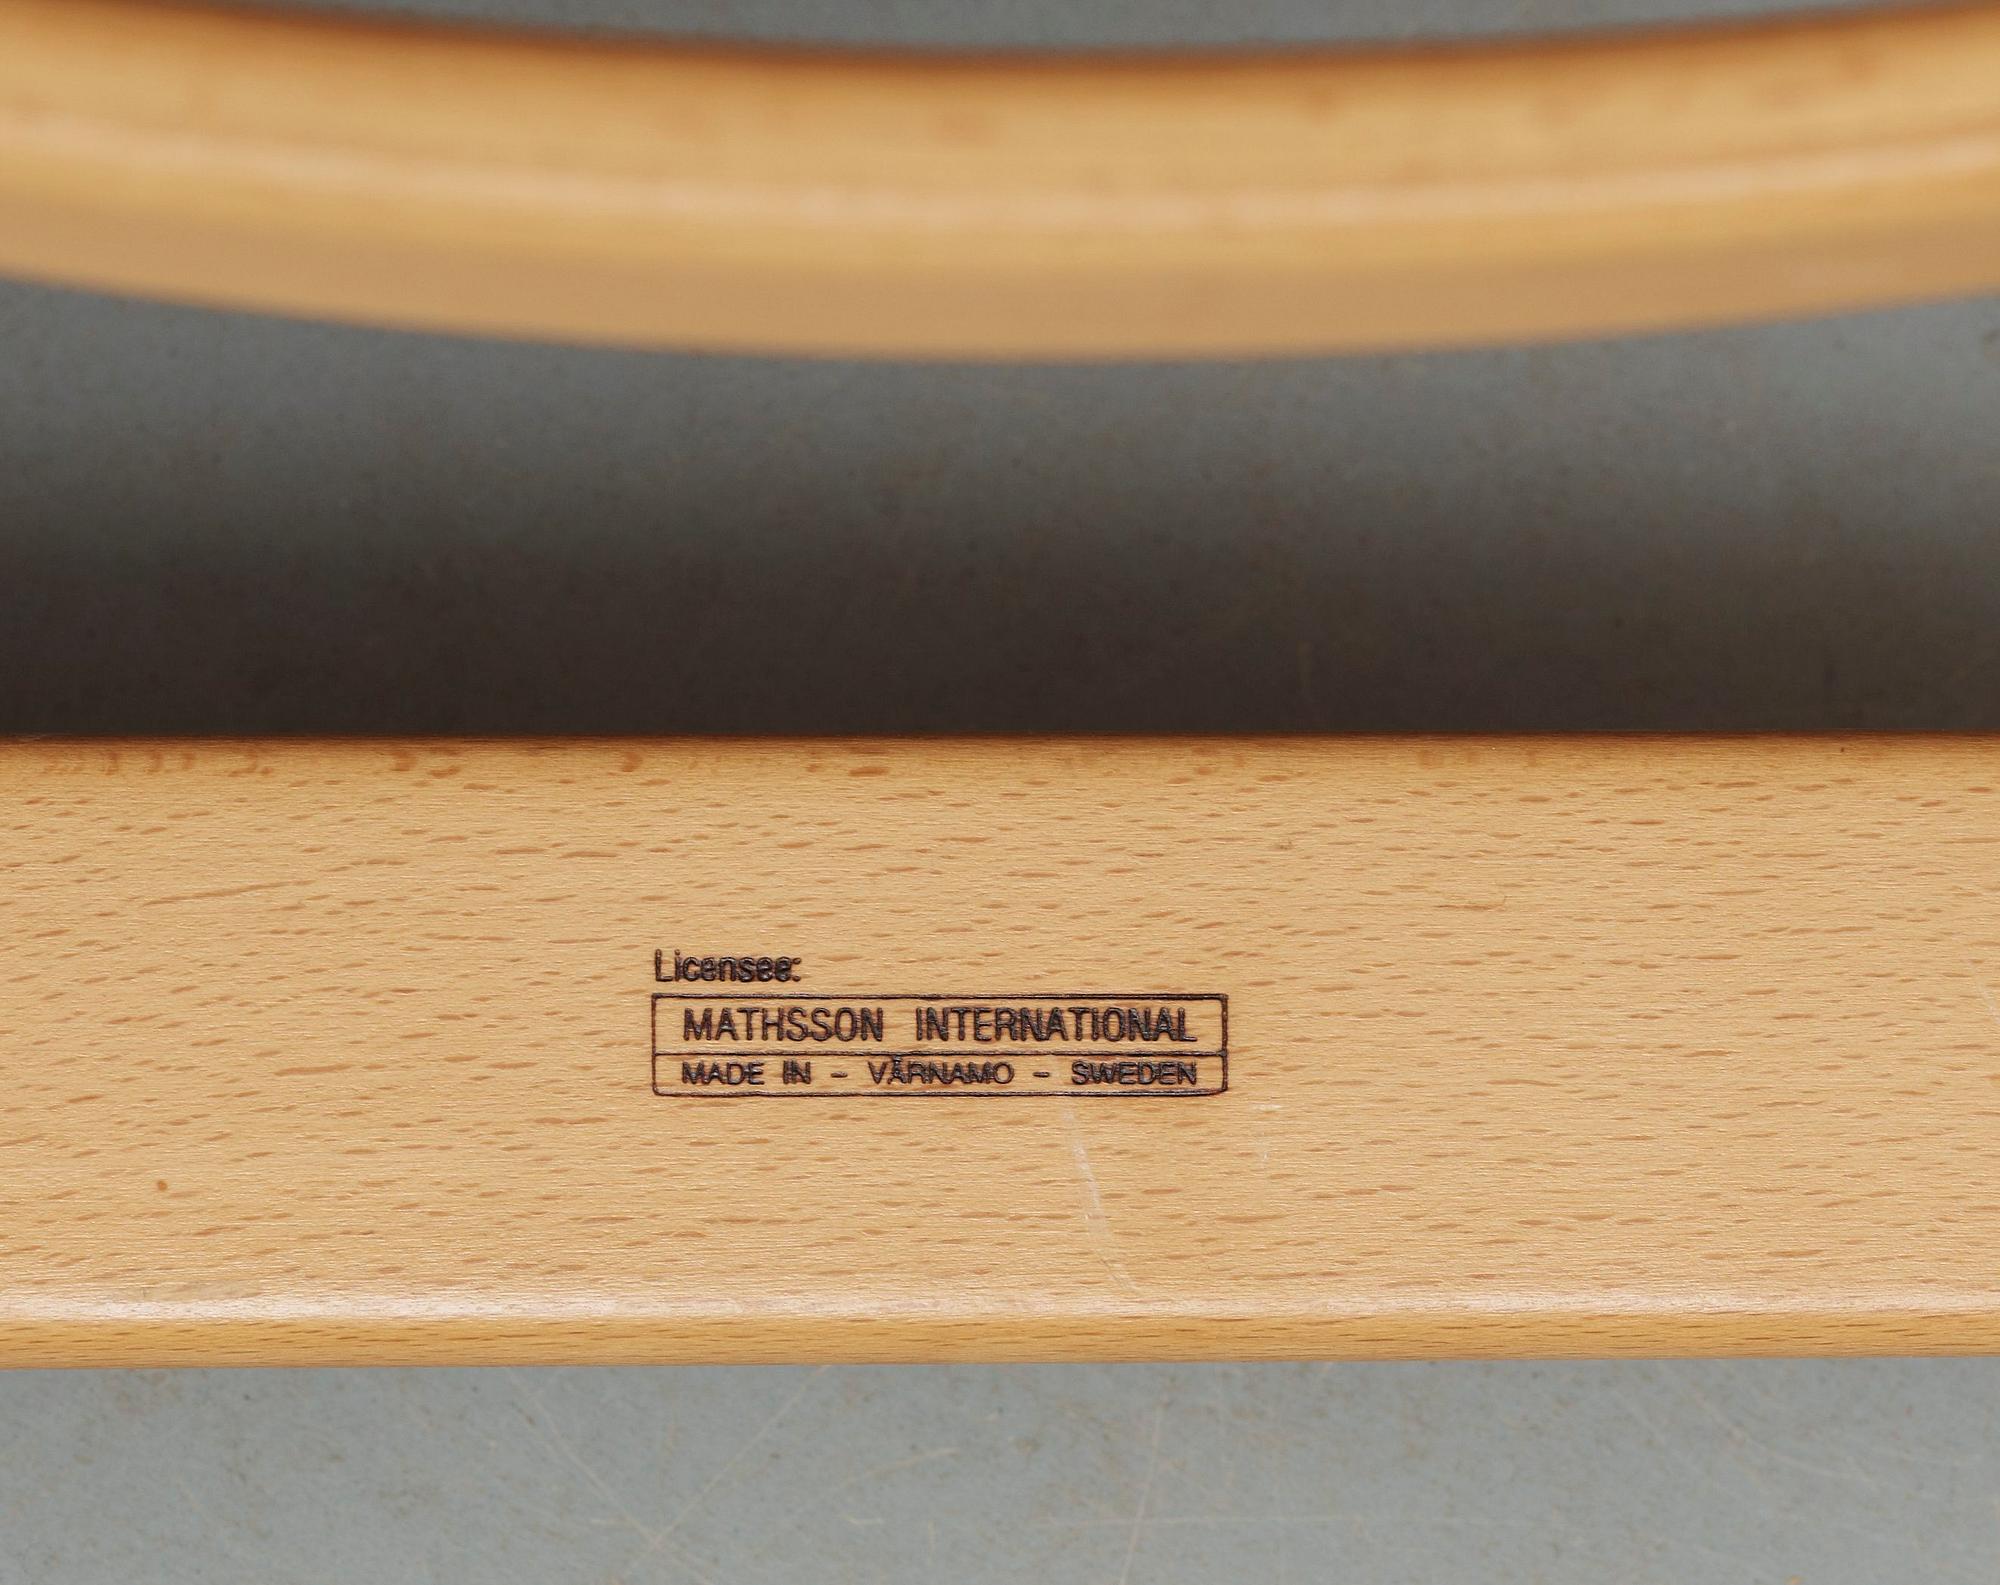 Licensee:
MATHSSON INTERNATIONAL
MADE IN - VÄRNAMO - SWEDEN